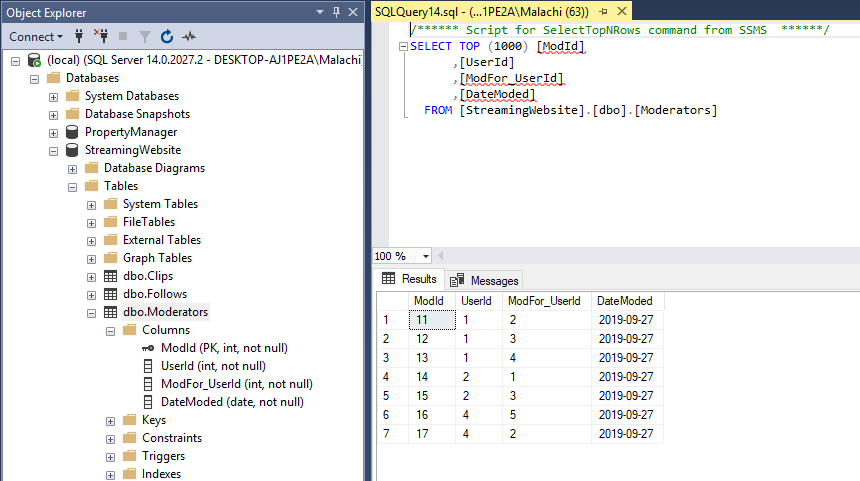 Object Explorer
Connect
(local) (SQL Server 14.0.2027.2 - DESKTOP-AJ1PE2A\Malachi
Databases
System Databases
Database Snapshots
PropertyManager
StreamingWebsite
Database Diagrams
Tables
System Tables
FileTables
External Tables
Graph Tables
dbo.Clips
dbo.Follows
dbo.Moderators
Columns
ModId (PK, int, not null)
UserId (int, not null)
ModFor_UserId (int, not null)
DateModed (date, not null)
Keys
Constraints
Triggers
Indexes
SQLQuery14.sql - (...1PE2A\Malachi (63))
/****** Script for SelectTopNRows command from SSMS  ******/
SELECT TOP (1000) [ModId]
,[UserId]
,[ModFor_UserId]
,[DateModed]
FROM [StreamingWebsite].[dbo].[Moderators]
100 %
Results Messages
ModId UserId ModFor_UserId DateModed
1 11 1 2 2019-09-27
2 12 1 3 2019-09-27
3 13 1 4 2019-09-27
4 14 2 1 2019-09-27
5 15 2 3 2019-09-27
6 16 4 5 2019-09-27
7 17 4 2 2019-09-27